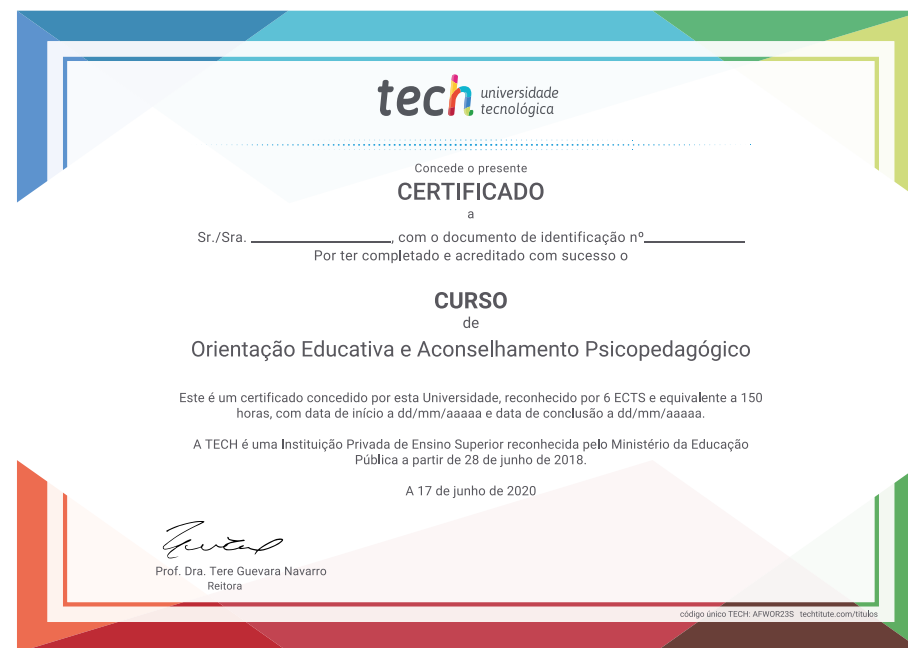 tech universidade
tecnológica
Concede o presente
CERTIFICADO
a
Sr./Sra. ____________________, com o documento de identificação nº______________
Por ter completado e acreditado com sucesso o
CURSO
de
Orientação Educativa e Aconselhamento Psicopedagógico
Este é um certificado concedido por esta Universidade, reconhecido por 6 ECTS e equivalente a 150
horas, com data de início a dd/mm/aaaaa e data de conclusão a dd/mm/aaaaa.
A TECH é uma Instituição Privada de Ensino Superior reconhecida pelo Ministério da Educação
Pública a partir de 28 de junho de 2018.
A 17 de junho de 2020
Prof. Dra. Tere Guevara Navarro
Reitora
código único TECH: AFWOR23S techtitute.com/titulos